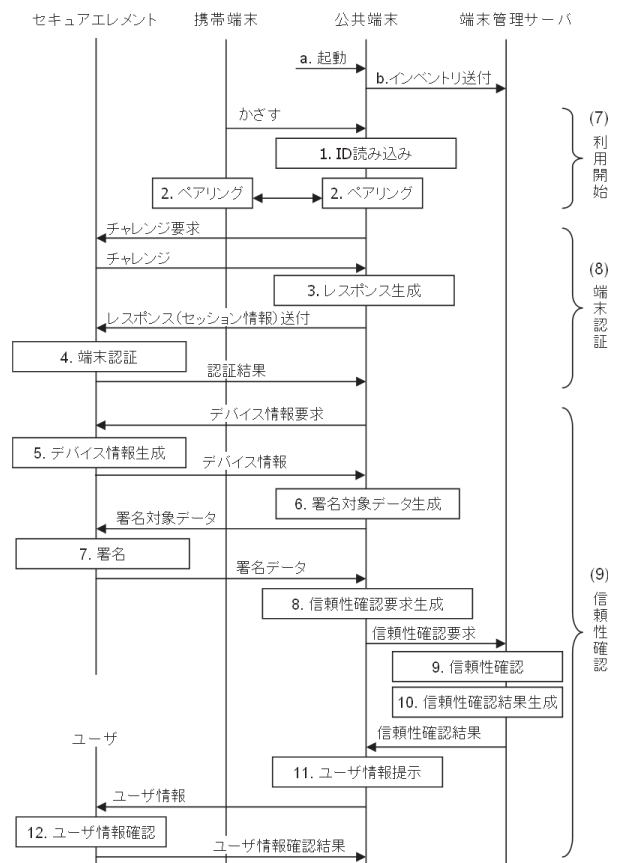 セキュアエレメント 携帯端末 公共端末 端末管理サーバ
a. 起動
b.インベントリ送付
かざす
1. ID読み込み
2. ペアリング 2. ペアリング
(7) 利用開始
チャレンジ要求
チャレンジ
3. レスポンス生成
レスポンス(セッション情報)送付
4. 端末認証
認証結果
(8) 端末認証
デバイス情報要求
5. デバイス情報生成
デバイス情報
6. 署名対象データ生成
署名対象データ
7. 署名
署名データ
8. 信頼性確認要求生成
信頼性確認要求
9. 信頼性確認
10. 信頼性確認結果生成
信頼性確認結果
ユーザ
11. ユーザ情報提示
ユーザ情報
12. ユーザ情報確認
ユーザ情報確認結果
(9) 信頼性確認